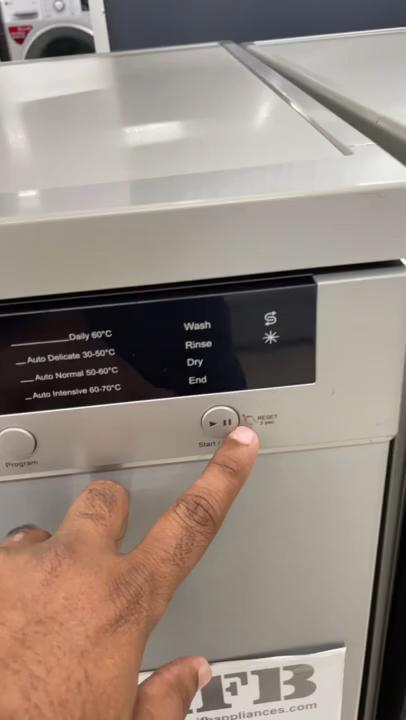 Daily 60°C
Auto Delicate 30-50°C
Auto Normal 50-60°C
Auto Intensive 60-70°C
Wash
Rinse
Dry
End
Program
Start /
RESET
3 sec.
FB
ifbappliances.com